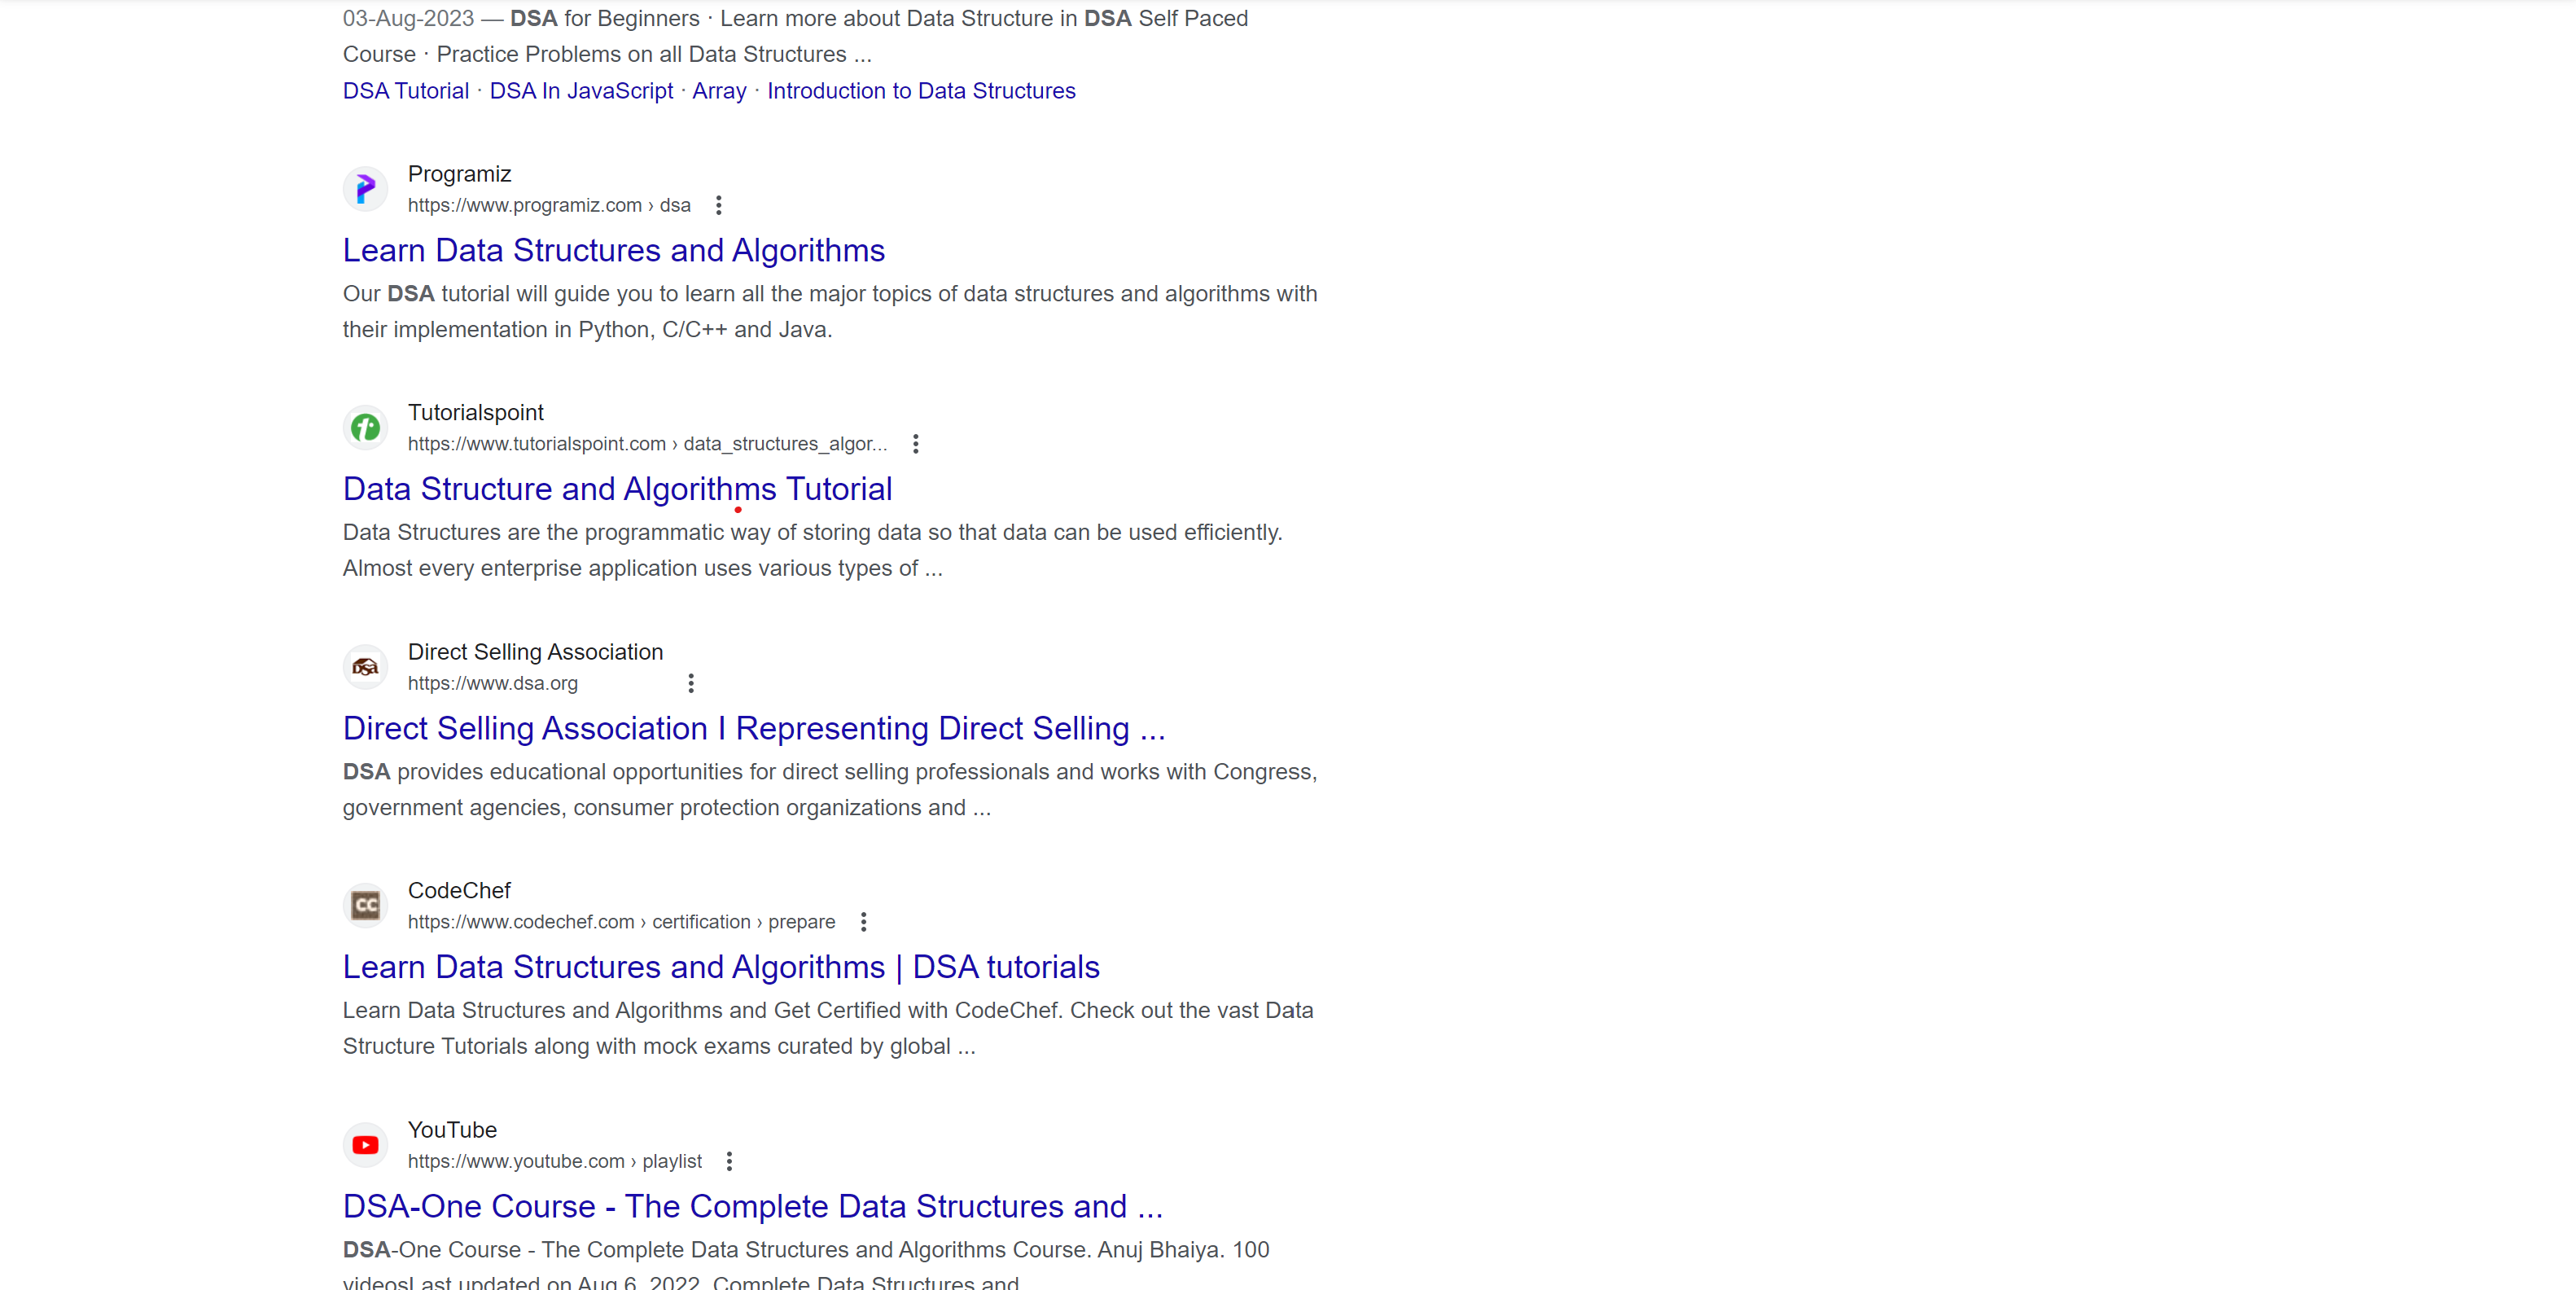 03-Aug-2023 — DSA for Beginners · Learn more about Data Structure in DSA Self Paced
Course · Practice Problems on all Data Structures ...
DSA Tutorial · DSA In JavaScript · Array · Introduction to Data Structures
Programiz
https://www.programiz.com › dsa
Learn Data Structures and Algorithms
Our DSA tutorial will guide you to learn all the major topics of data structures and algorithms with
their implementation in Python, C/C++ and Java.
Tutorialspoint
https://www.tutorialspoint.com › data_structures_algor...
Data Structure and Algorithms Tutorial
Data Structures are the programmatic way of storing data so that data can be used efficiently.
Almost every enterprise application uses various types of ...
DSA
Direct Selling Association
https://www.dsa.org
Direct Selling Association I Representing Direct Selling ...
DSA provides educational opportunities for direct selling professionals and works with Congress,
government agencies, consumer protection organizations and ...
CC
CodeChef
https://www.codechef.com › certification › prepare
Learn Data Structures and Algorithms | DSA tutorials
Learn Data Structures and Algorithms and Get Certified with CodeChef. Check out the vast Data
Structure Tutorials along with mock exams curated by global ...
YouTube
https://www.youtube.com › playlist
DSA-One Course - The Complete Data Structures and ...
DSA-One Course - The Complete Data Structures and Algorithms Course. Anuj Bhaiya. 100
videosLast updated on Aug 6, 2022. Complete Data Structures and